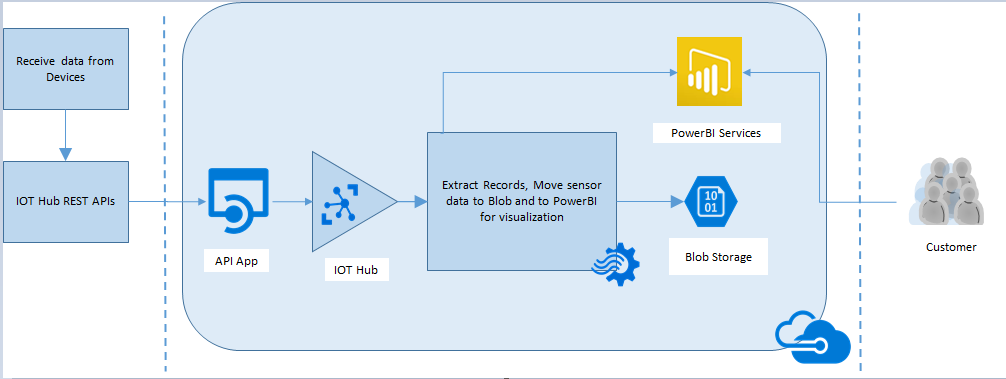 Receive data from
Devices
IOT Hub REST APIs
API App
IOT Hub
Extract Records, Move sensor
data to Blob and to PowerBI
for visualization
PowerBI Services
10
01
Blob Storage
Customer